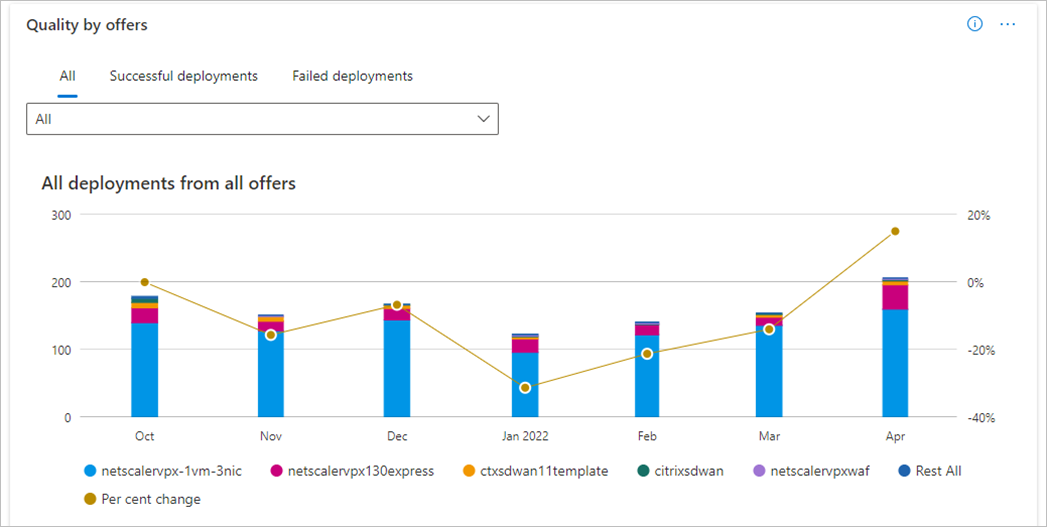 Quality by offers
All Successful deployments Failed deployments
All
All deployments from all offers
300 20%
200 0%
100 -20%
0 -40%
Oct Nov Dec Jan 2022 Feb Mar Apr
netscalervpx-1vm-3nic netscalervpx130express ctxsdwan11template citrixsdwan netscalervpxwaf Rest All
Per cent change